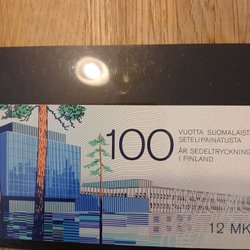 100
VUOTTA SUOMALAISTA
SETELIPAINATUSTA
ÅR SEDELTRYCKNING
I FINLAND
12 MK